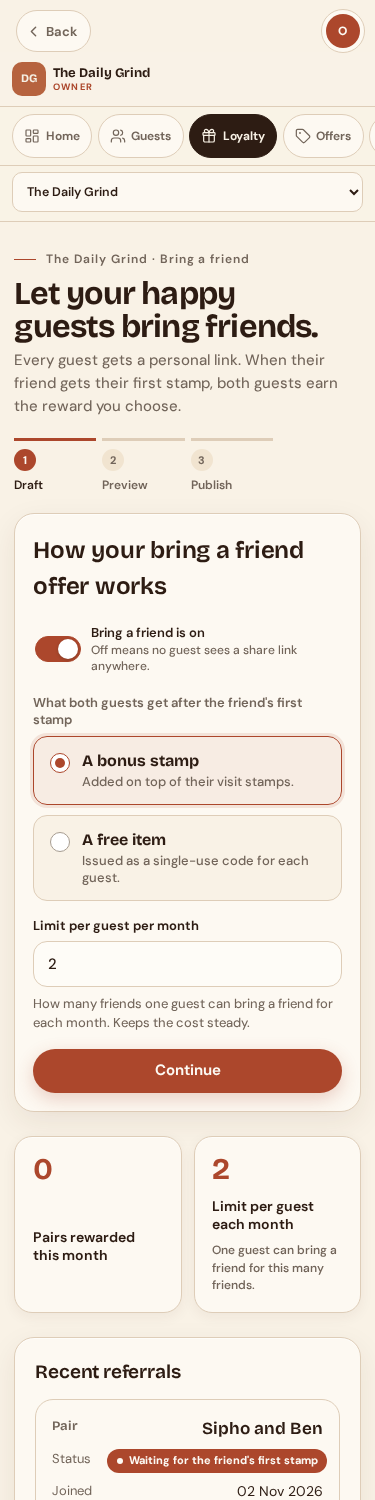 Back
O
DG
The Daily Grind
OWNER
Home
Guests
Loyalty
Offers
The Daily Grind
The Daily Grind · Bring a friend
Let your happy
guests bring friends.
Every guest gets a personal link. When their
friend gets their first stamp, both guests earn
the reward you choose.
1
2
3
Draft
Preview
Publish
How your bring a friend
offer works
Bring a friend is on
Off means no guest sees a share link
anywhere.
What both guests get after the friend's first
stamp
A bonus stamp
Added on top of their visit stamps.
A free item
Issued as a single-use code for each
guest.
Limit per guest per month
2
How many friends one guest can bring a friend for
each month. Keeps the cost steady.
Continue
0
Pairs rewarded
this month
2
Limit per guest
each month
One guest can bring a
friend for this many
friends.
Recent referrals
Pair
Sipho and Ben
Status
Waiting for the friend's first stamp
Joined
02 Nov 2026